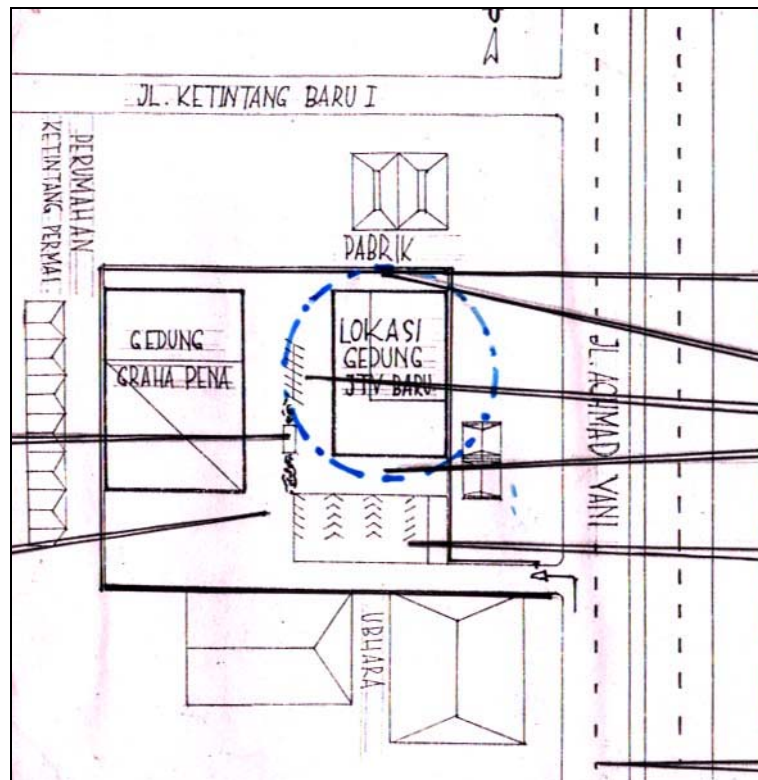 JL. KETINTANG BARU I
PERUMAHAN
KETINTANG PERMAI
PABRIK
GEDUNG
GRAHA PENA
LOKASI
GEDUNG
JTV BARU
JL. ACHMAD YANI
UBHARA